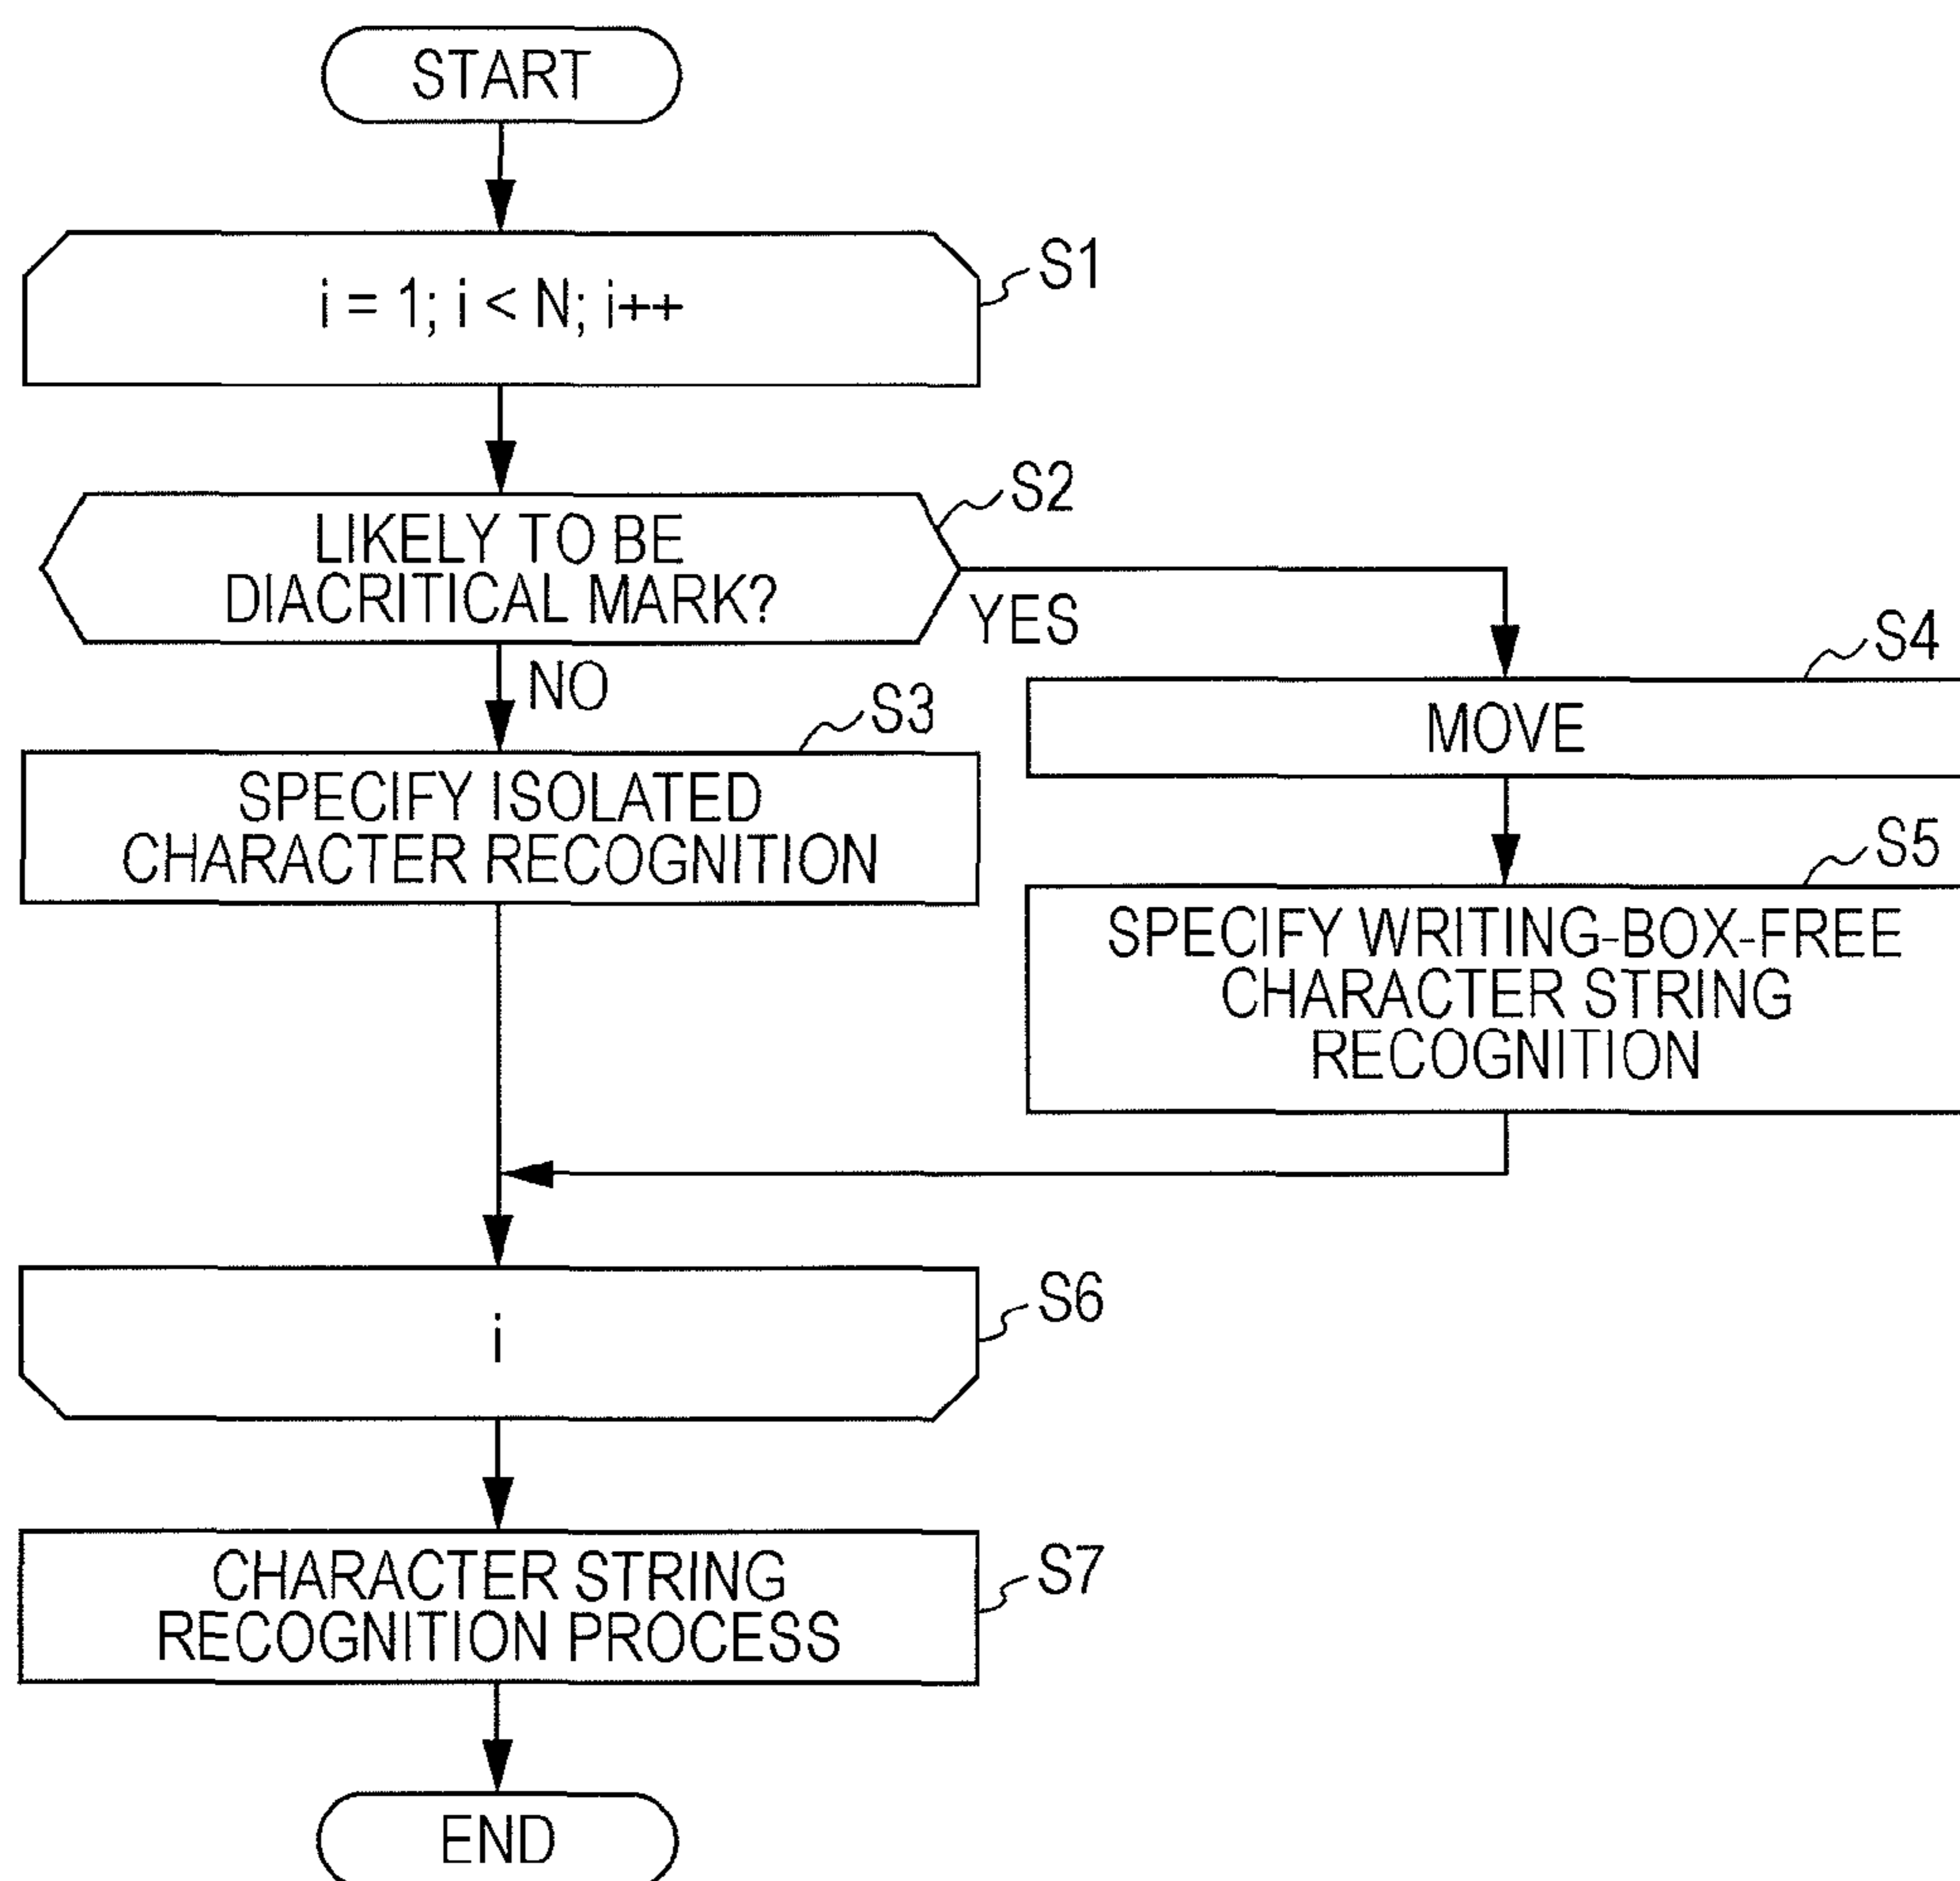 START
i = 1; i < N; i++
S1
LIKELY TO BE
DIACRITICAL MARK?
S2
YES
NO
S3
SPECIFY ISOLATED
CHARACTER RECOGNITION
S4
MOVE
S5
SPECIFY WRITING-BOX-FREE
CHARACTER STRING
RECOGNITION
i
S6
CHARACTER STRING
RECOGNITION PROCESS
S7
END